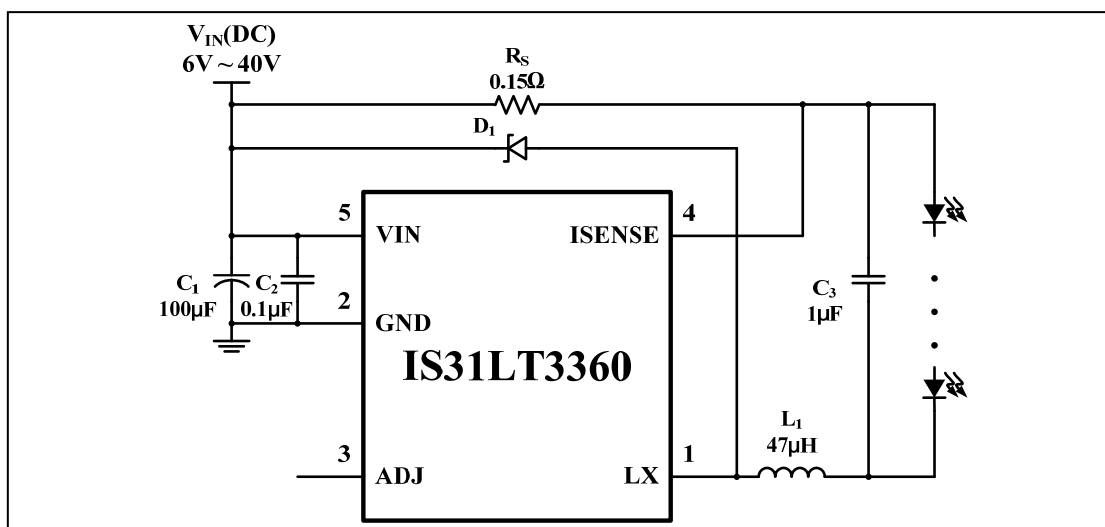 VIN(DC)
6V ~ 40V
RS
0.15Ω
D1
5
VIN
ISENSE
4
C1
100µF
C2
0.1µF
2
GND
C3
1µF
IS31LT3360
3
ADJ
LX
1
L1
47µH